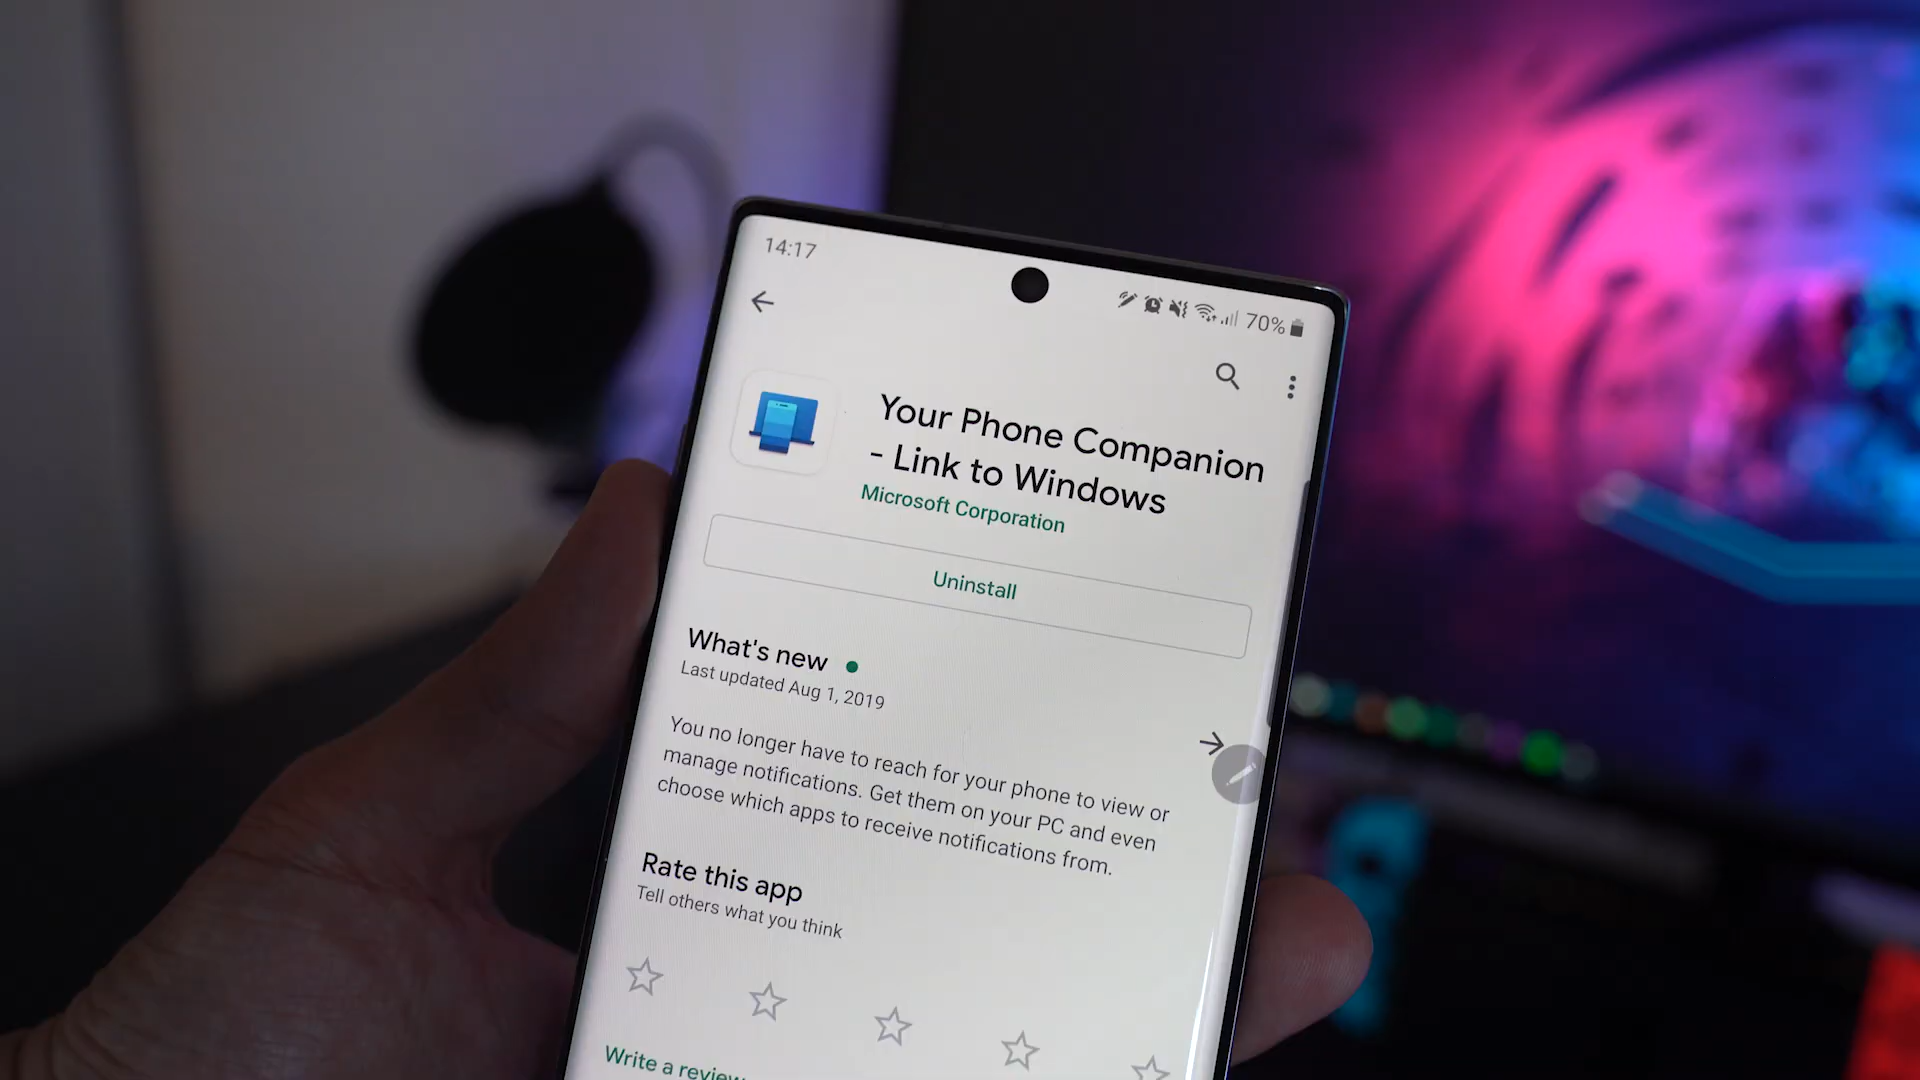 14:17
70%
Your Phone Companion
- Link to Windows
Microsoft Corporation
Uninstall
What's new
Last updated Aug 1, 2019
You no longer have to reach for your phone to view or
manage notifications. Get them on your PC and even
choose which apps to receive notifications from.
Rate this app
Tell others what you think
Write a review